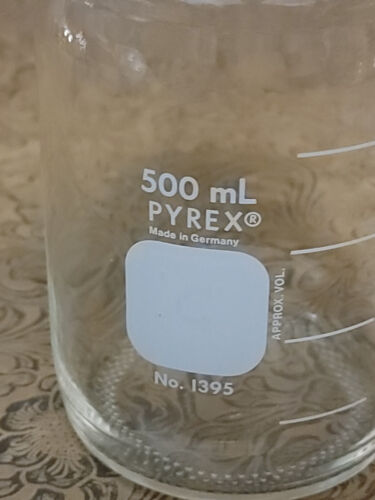 500 mL
PYREX®
Made in Germany
APPROX. VOL.
No. 1395